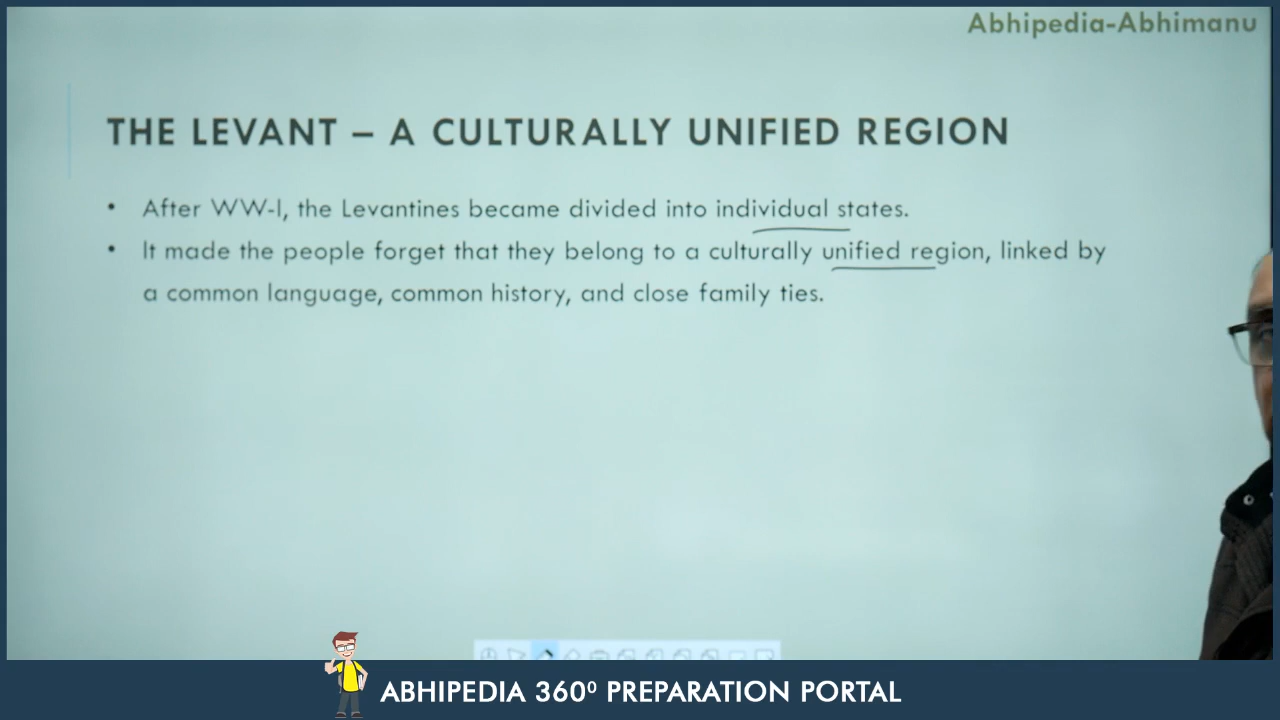 Abhipedia-Abhimanu
THE LEVANT – A CULTURALLY UNIFIED REGION
• After WW-I, the Levantines became divided into individual states.
• It made the people forget that they belong to a culturally unified region, linked by
a common language, common history, and close family ties.
ABHIPEDIA 360⁰ PREPARATION PORTAL